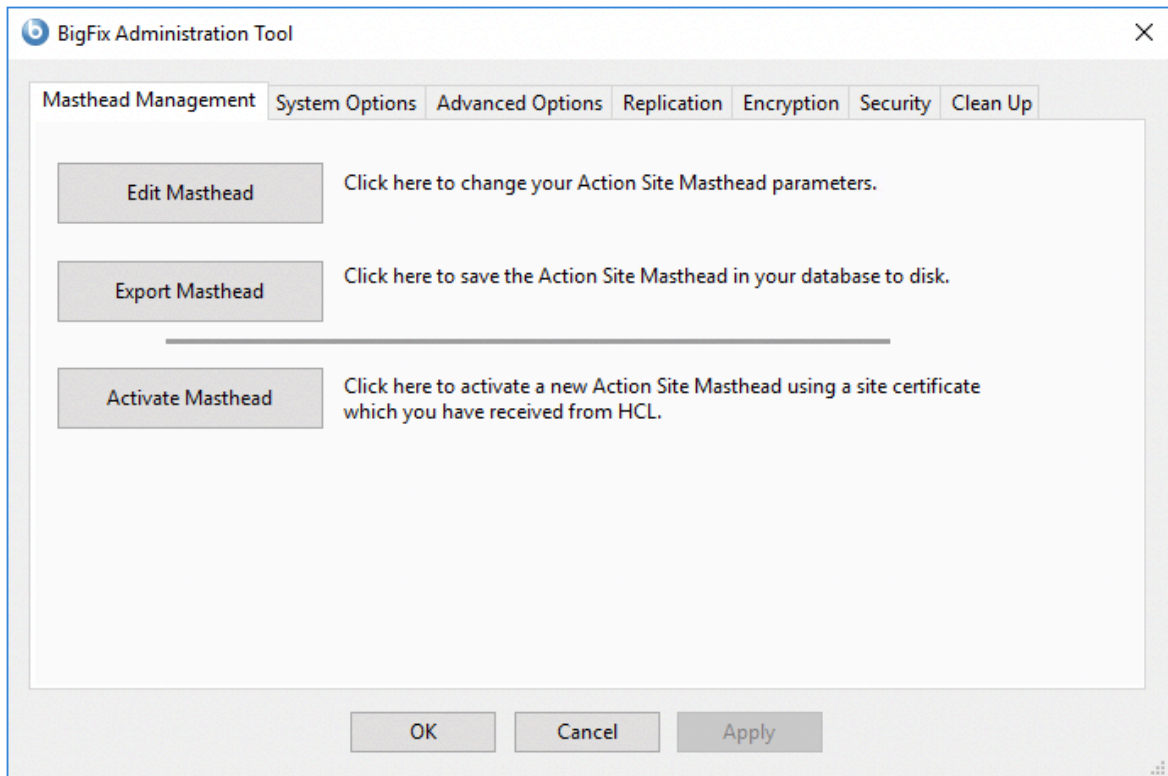 BigFix Administration Tool
Masthead Management System Options Advanced Options Replication Encryption Security Clean Up
Edit Masthead
Click here to change your Action Site Masthead parameters.
Export Masthead
Click here to save the Action Site Masthead in your database to disk.
Activate Masthead
Click here to activate a new Action Site Masthead using a site certificate
which you have received from HCL.
OK Cancel Apply